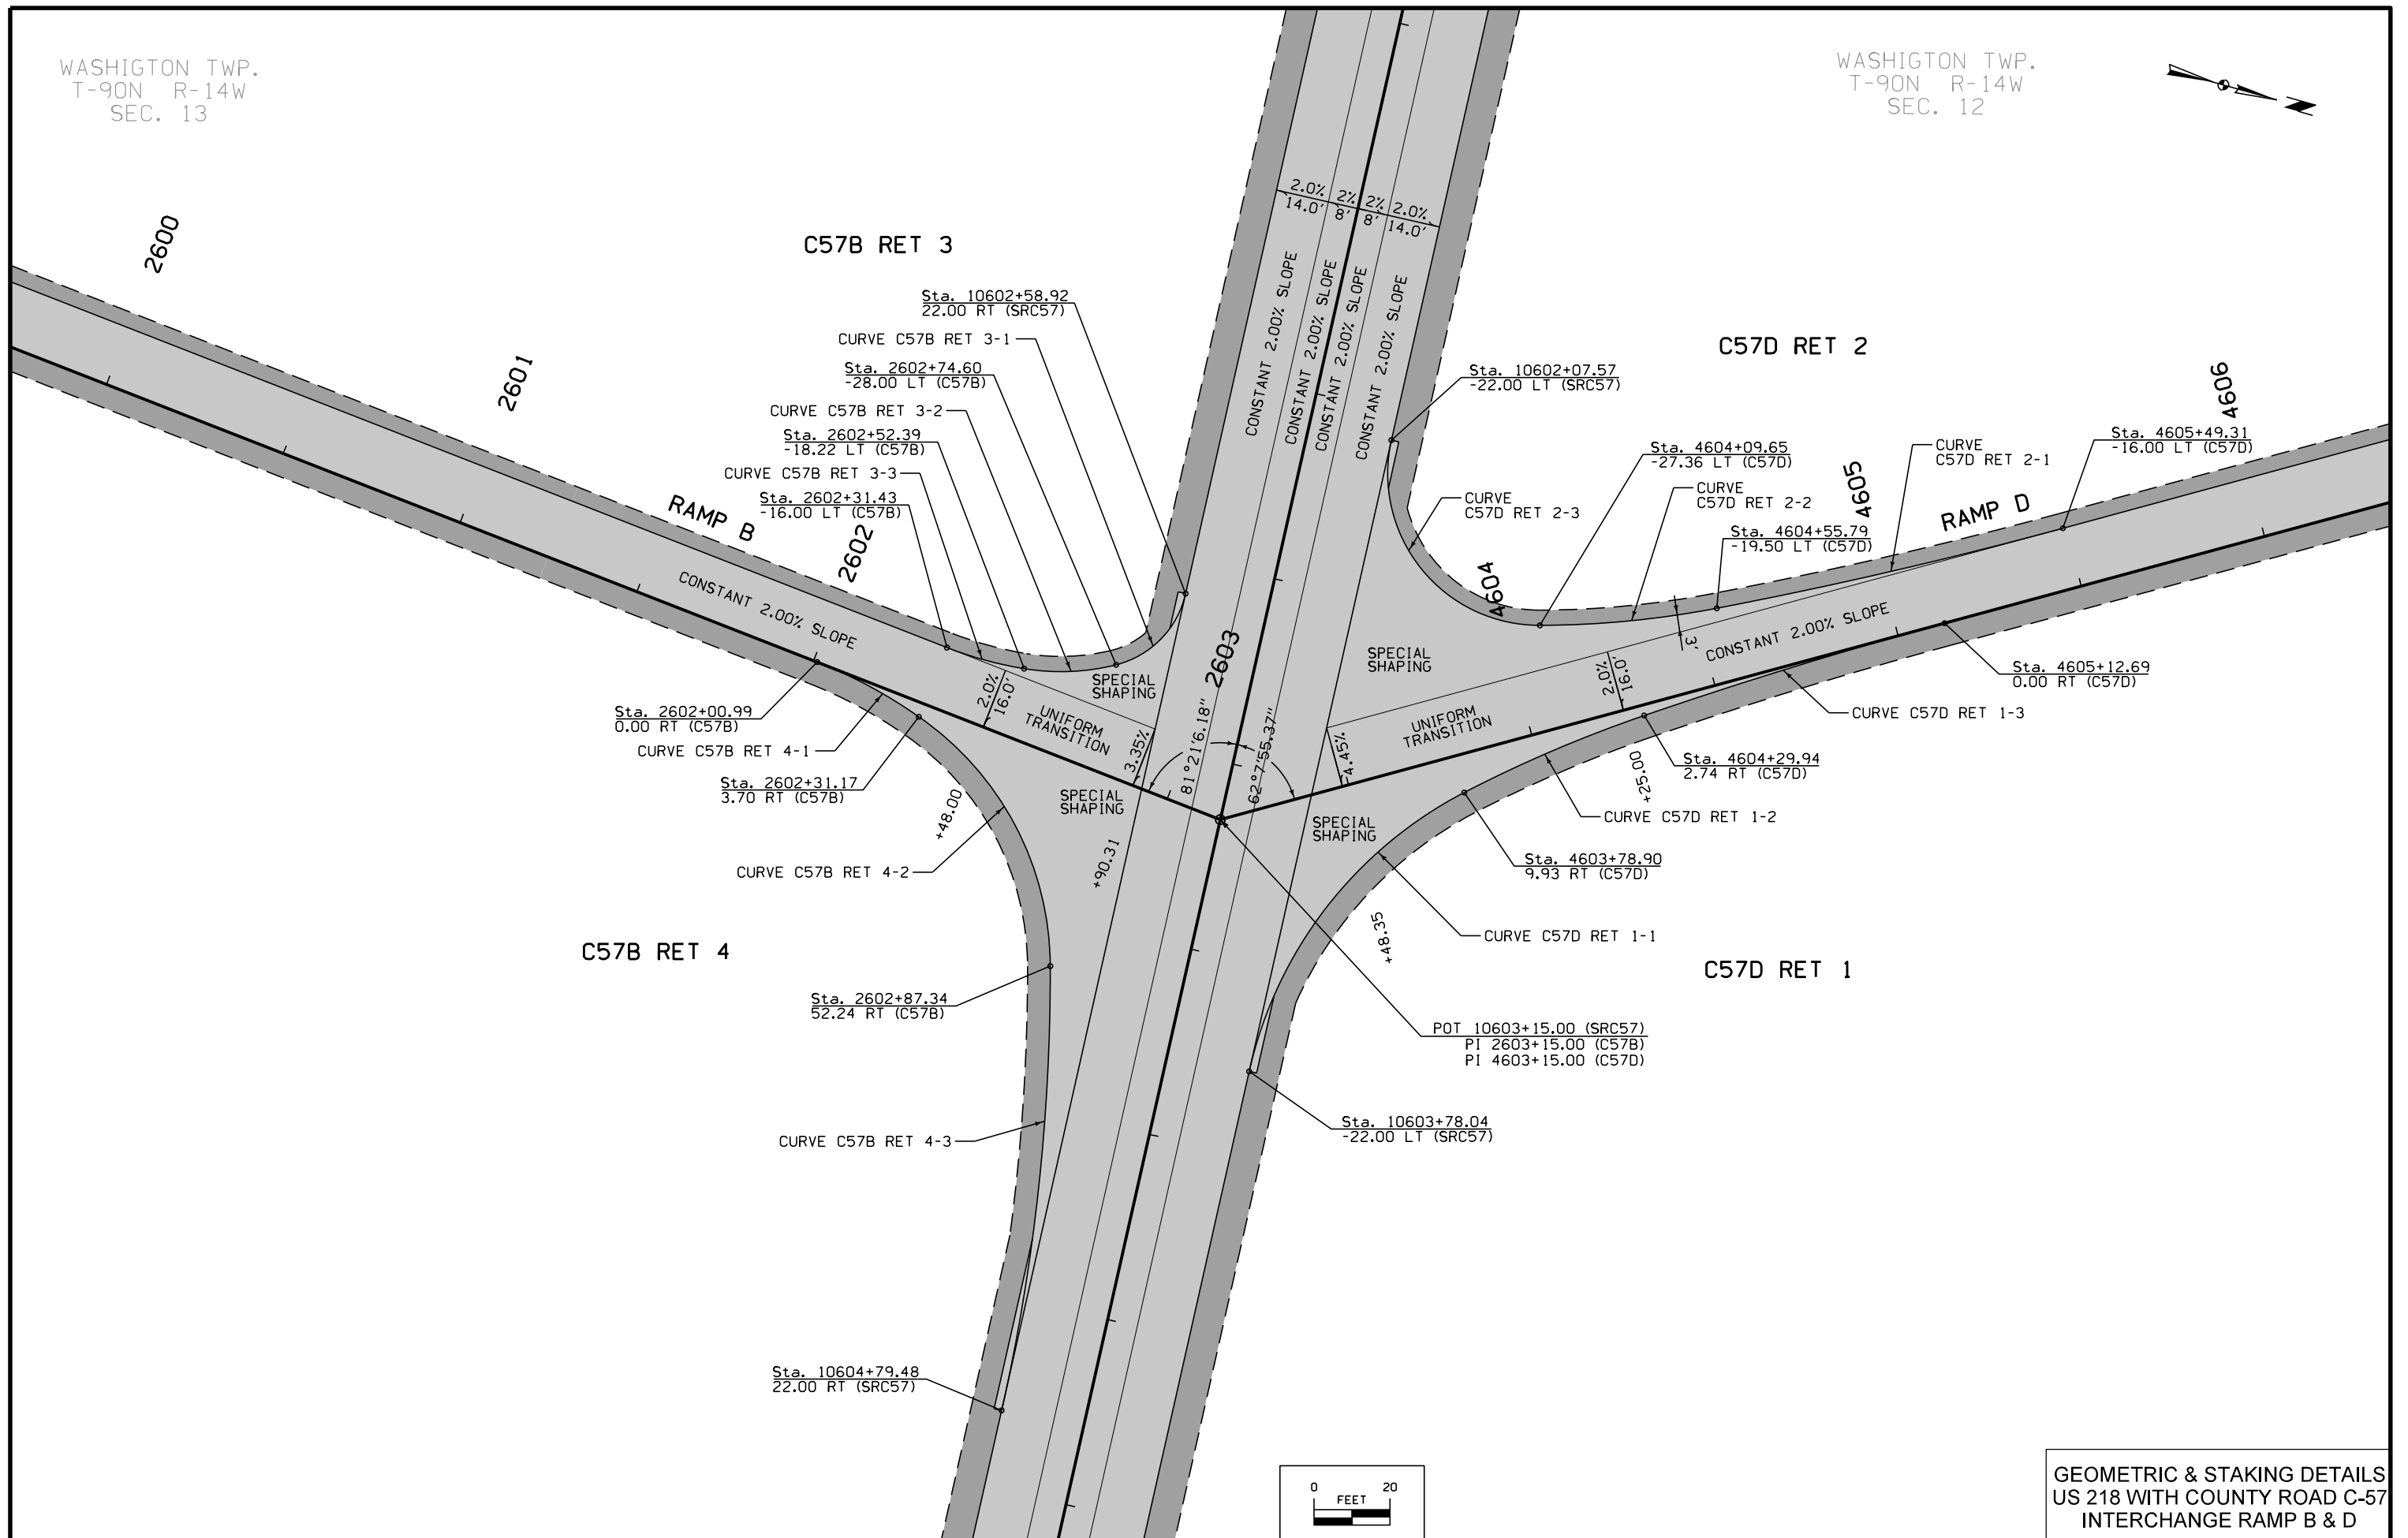 WASHIGTON TWP.
T-90N R-14W
SEC. 13
WASHIGTON TWP.
T-90N R-14W
SEC. 12
N
2.0% 2% 2% 2.0%
14.0' 8' 8' 14.0'
CONSTANT 2.00% SLOPE
CONSTANT 2.00% SLOPE
CONSTANT 2.00% SLOPE
CONSTANT 2.00% SLOPE
2600
2601
2602
2603
C57B RET 3
Sta. 10602+58.92
22.00 RT (SRC57)
CURVE C57B RET 3-1
Sta. 2602+74.60
-28.00 LT (C57B)
CURVE C57B RET 3-2
Sta. 2602+52.39
-18.22 LT (C57B)
CURVE C57B RET 3-3
Sta. 2602+31.43
-16.00 LT (C57B)
RAMP B
CONSTANT 2.00% SLOPE
C57D RET 2
Sta. 10602+07.57
-22.00 LT (SRC57)
CURVE
C57D RET 2-3
Sta. 4604+09.65
-27.36 LT (C57D)
CURVE
C57D RET 2-2
Sta. 4604+55.79
-19.50 LT (C57D)
CURVE
C57D RET 2-1
Sta. 4605+49.31
-16.00 LT (C57D)
4604
4605
4606
RAMP D
3'
CONSTANT 2.00% SLOPE
SPECIAL
SHAPING
SPECIAL
SHAPING
2.0%
16.0'
UNIFORM
TRANSITION
3.35%
81°21'6.18"
62°7'55.37"
4.45%
UNIFORM
TRANSITION
2.0%
16.0'
Sta. 4605+12.69
0.00 RT (C57D)
CURVE C57D RET 1-3
Sta. 4604+29.94
2.74 RT (C57D)
+25.00
CURVE C57D RET 1-2
Sta. 4603+78.90
9.93 RT (C57D)
+48.35
CURVE C57D RET 1-1
C57D RET 1
SPECIAL
SHAPING
SPECIAL
SHAPING
Sta. 2602+00.99
0.00 RT (C57B)
CURVE C57B RET 4-1
Sta. 2602+31.17
3.70 RT (C57B)
+48.00
+90.31
CURVE C57B RET 4-2
C57B RET 4
Sta. 2602+87.34
52.24 RT (C57B)
POT 10603+15.00 (SRC57)
PI 2603+15.00 (C57B)
PI 4603+15.00 (C57D)
CURVE C57B RET 4-3
Sta. 10603+78.04
-22.00 LT (SRC57)
Sta. 10604+79.48
22.00 RT (SRC57)
0 20
FEET
GEOMETRIC & STAKING DETAILS
US 218 WITH COUNTY ROAD C-57
INTERCHANGE RAMP B & D